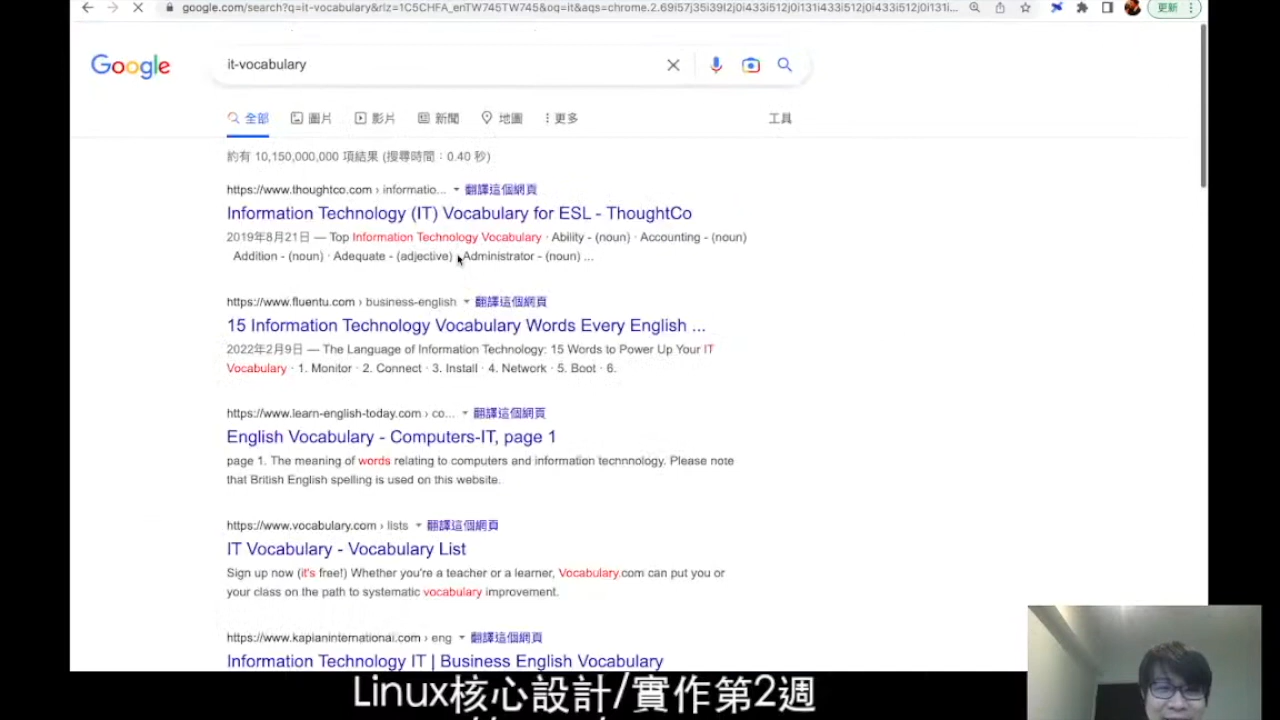 google.com/search?q=it-vocabulary&rlz=1C5CHFA_enTW745TW745&oq=it&aqs=chrome.2.69i57j35i39l2j0i433i512j0i131i433i512j0i433i512j0i131i... 更新
Google it-vocabulary
全部 圖片 影片 新聞 地圖 更多 工具
約有 10,150,000,000 項結果 (搜尋時間：0.40 秒)
https://www.thoughtco.com › informatio... 翻譯這個網頁
Information Technology (IT) Vocabulary for ESL - ThoughtCo
2019年8月21日 — Top Information Technology Vocabulary · Ability - (noun) · Accounting - (noun)
Addition - (noun) · Adequate - (adjective) · Administrator - (noun) ...
https://www.fluentu.com › business-english 翻譯這個網頁
15 Information Technology Vocabulary Words Every English ...
2022年2月9日 — The Language of Information Technology: 15 Words to Power Up Your IT
Vocabulary · 1. Monitor · 2. Connect · 3. Install · 4. Network · 5. Boot · 6.
https://www.learn-english-today.com › co... 翻譯這個網頁
English Vocabulary - Computers-IT, page 1
page 1. The meaning of words relating to computers and information technnology. Please note
that British English spelling is used on this website.
https://www.vocabulary.com › lists 翻譯這個網頁
IT Vocabulary - Vocabulary List
Sign up now (it's free!) Whether you're a teacher or a learner, Vocabulary.com can put you or
your class on the path to systematic vocabulary improvement.
https://www.kaplaninternational.com › eng 翻譯這個網頁
Information Technology IT | Business English Vocabulary
Linux核心設計/實作第2週